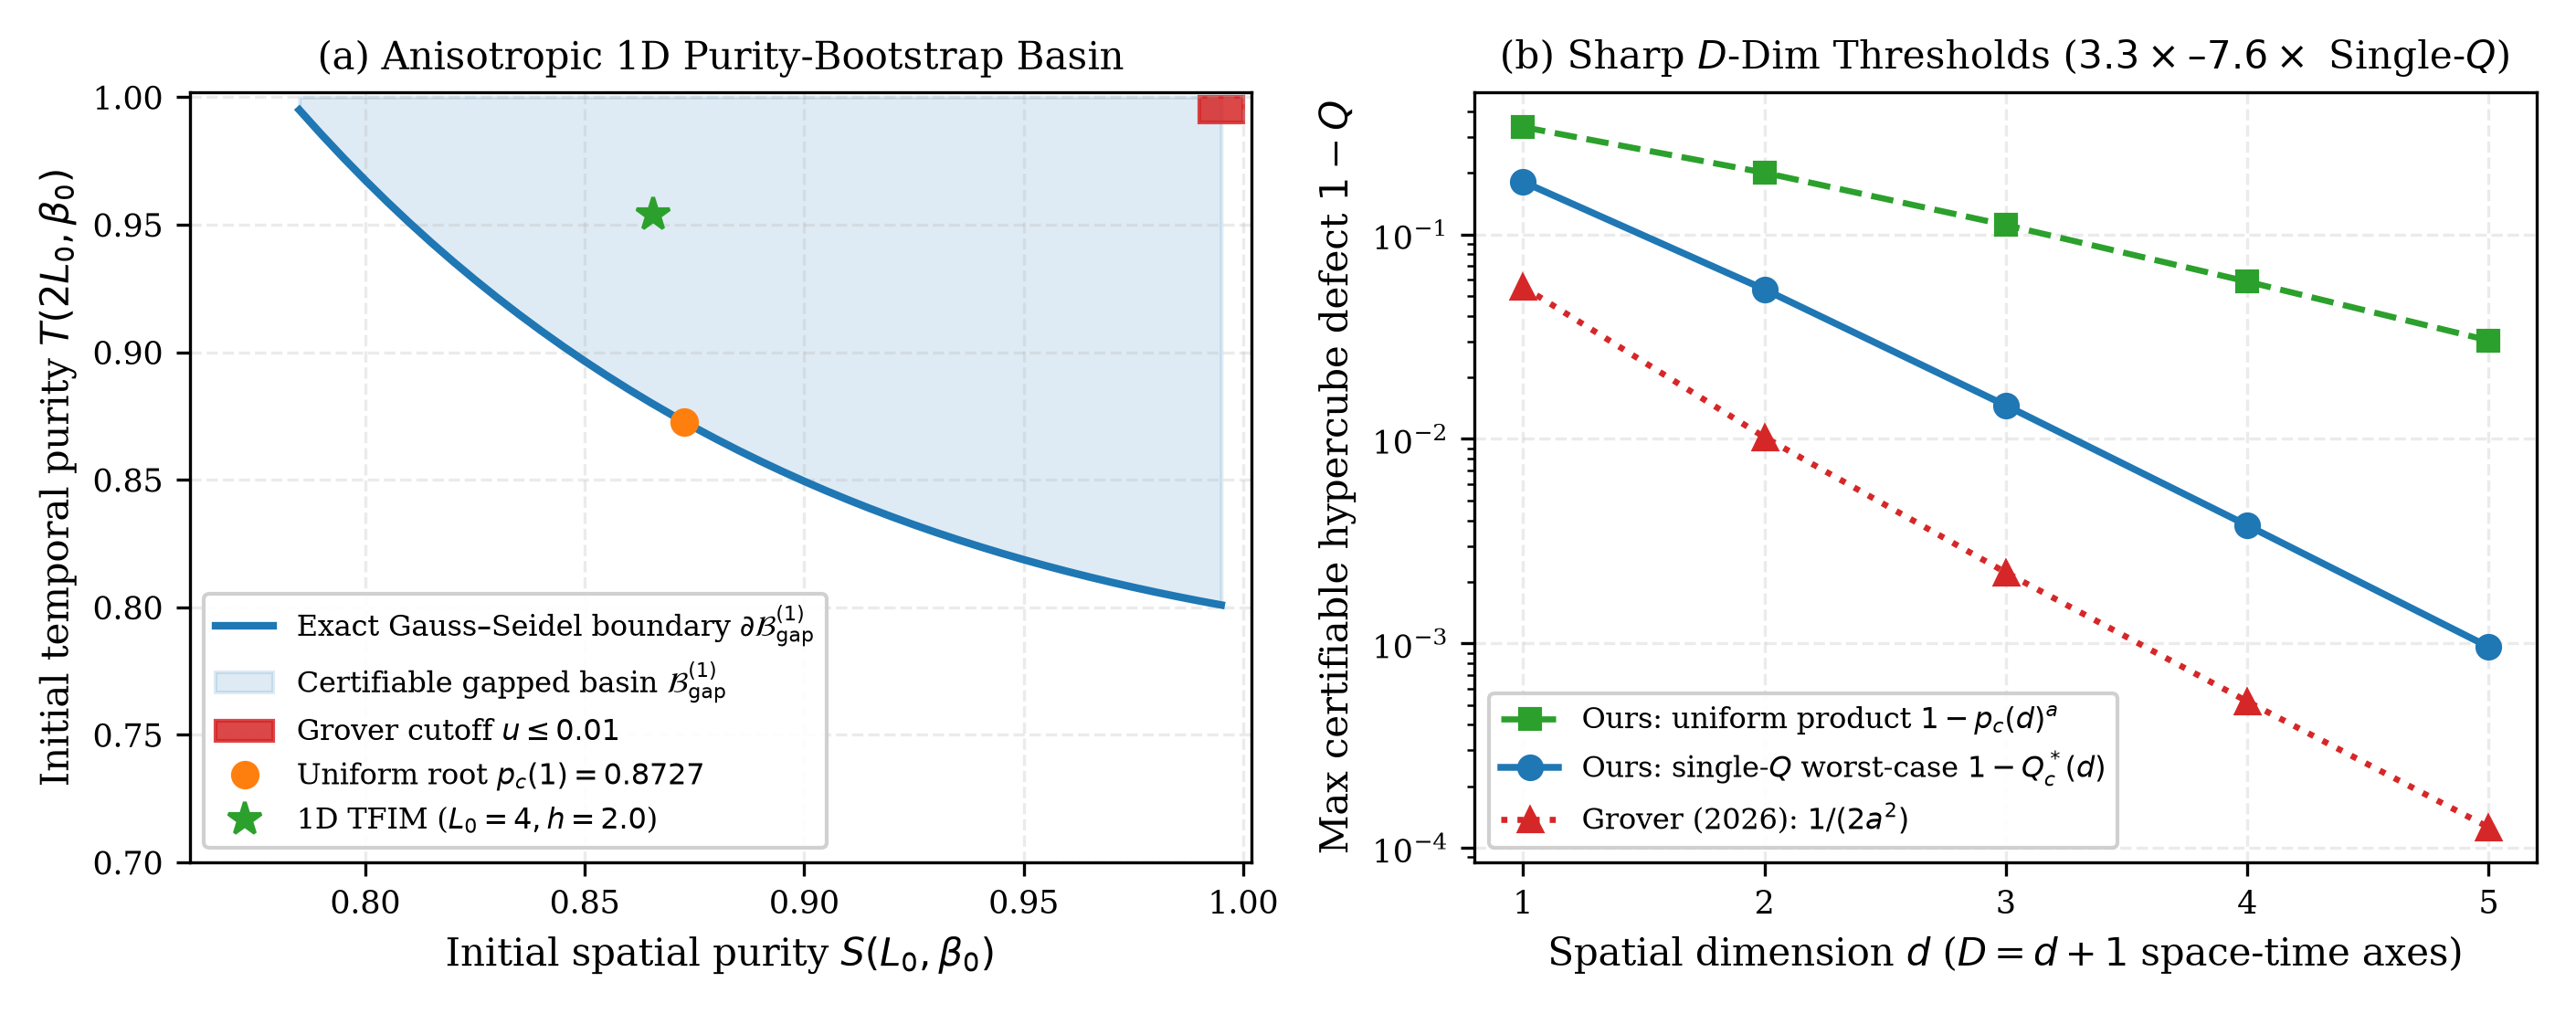 (a) Anisotropic 1D Purity-Bootstrap Basin
Initial temporal purity T(2L₀, β₀)
1.00
0.95
0.90
0.85
0.80
0.75
0.70
Exact Gauss–Seidel boundary ∂ℬ_gap^(1)
Certifiable gapped basin ℬ_gap^(1)
Grover cutoff u ≤ 0.01
Uniform root p_c(1) = 0.8727
1D TFIM (L₀ = 4, h = 2.0)
0.80 0.85 0.90 0.95 1.00
Initial spatial purity S(L₀, β₀)
(b) Sharp D-Dim Thresholds (3.3 × –7.6 × Single-Q)
Max certifiable hypercube defect 1 − Q
10⁻¹
10⁻²
10⁻³
10⁻⁴
Ours: uniform product 1 − p_c(d)^a
Ours: single-Q worst-case 1 − Q_c^*(d)
Grover (2026): 1/(2a²)
1 2 3 4 5
Spatial dimension d (D = d + 1 space-time axes)